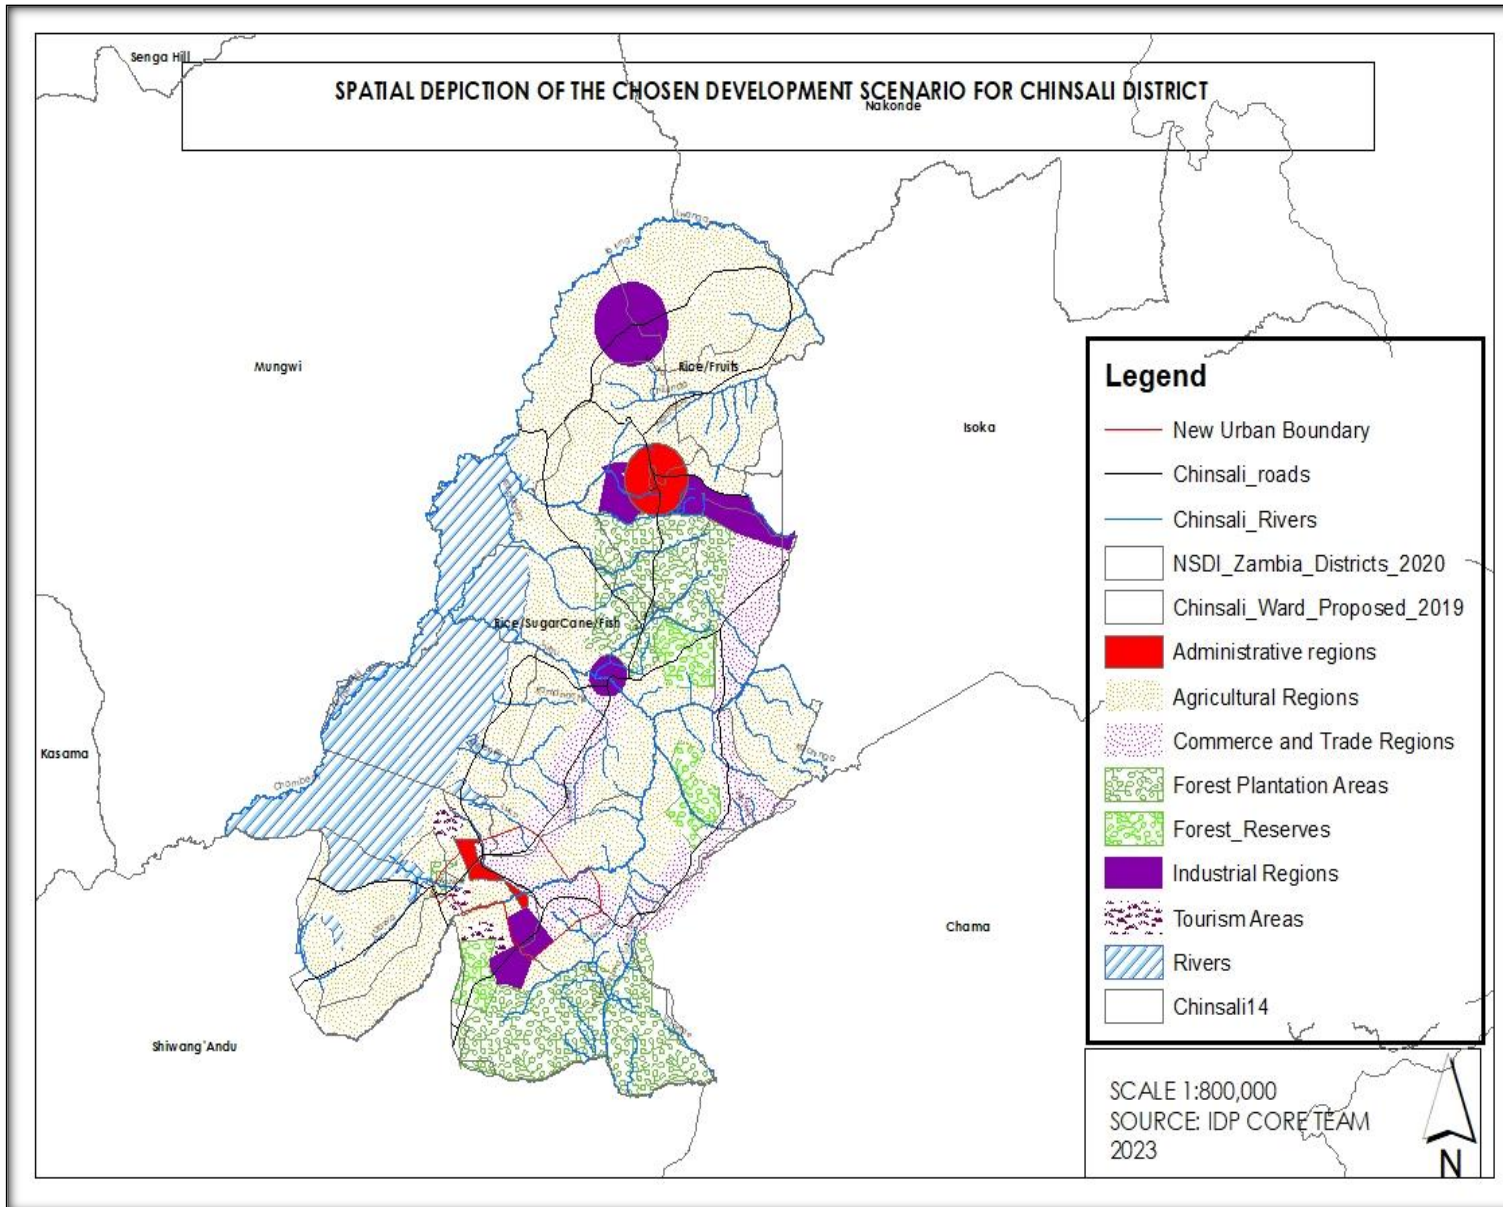 Senga Hill
SPATIAL DEPICTION OF THE CHOSEN DEVELOPMENT SCENARIO FOR CHINSALI DISTRICT
Nakonde
Mungwi
Rice/Fruits
Isoka
Rice/SugarCane/Fish
Kasama
Chama
Shiwang'Andu
Legend
New Urban Boundary
Chinsali_roads
Chinsali_Rivers
NSDI_Zambia_Districts_2020
Chinsali_Ward_Proposed_2019
Administrative regions
Agricultural Regions
Commerce and Trade Regions
Forest Plantation Areas
Forest_Reserves
Industrial Regions
Tourism Areas
Rivers
Chinsali14
SCALE 1:800,000
SOURCE: IDP CORE TEAM
2023
N